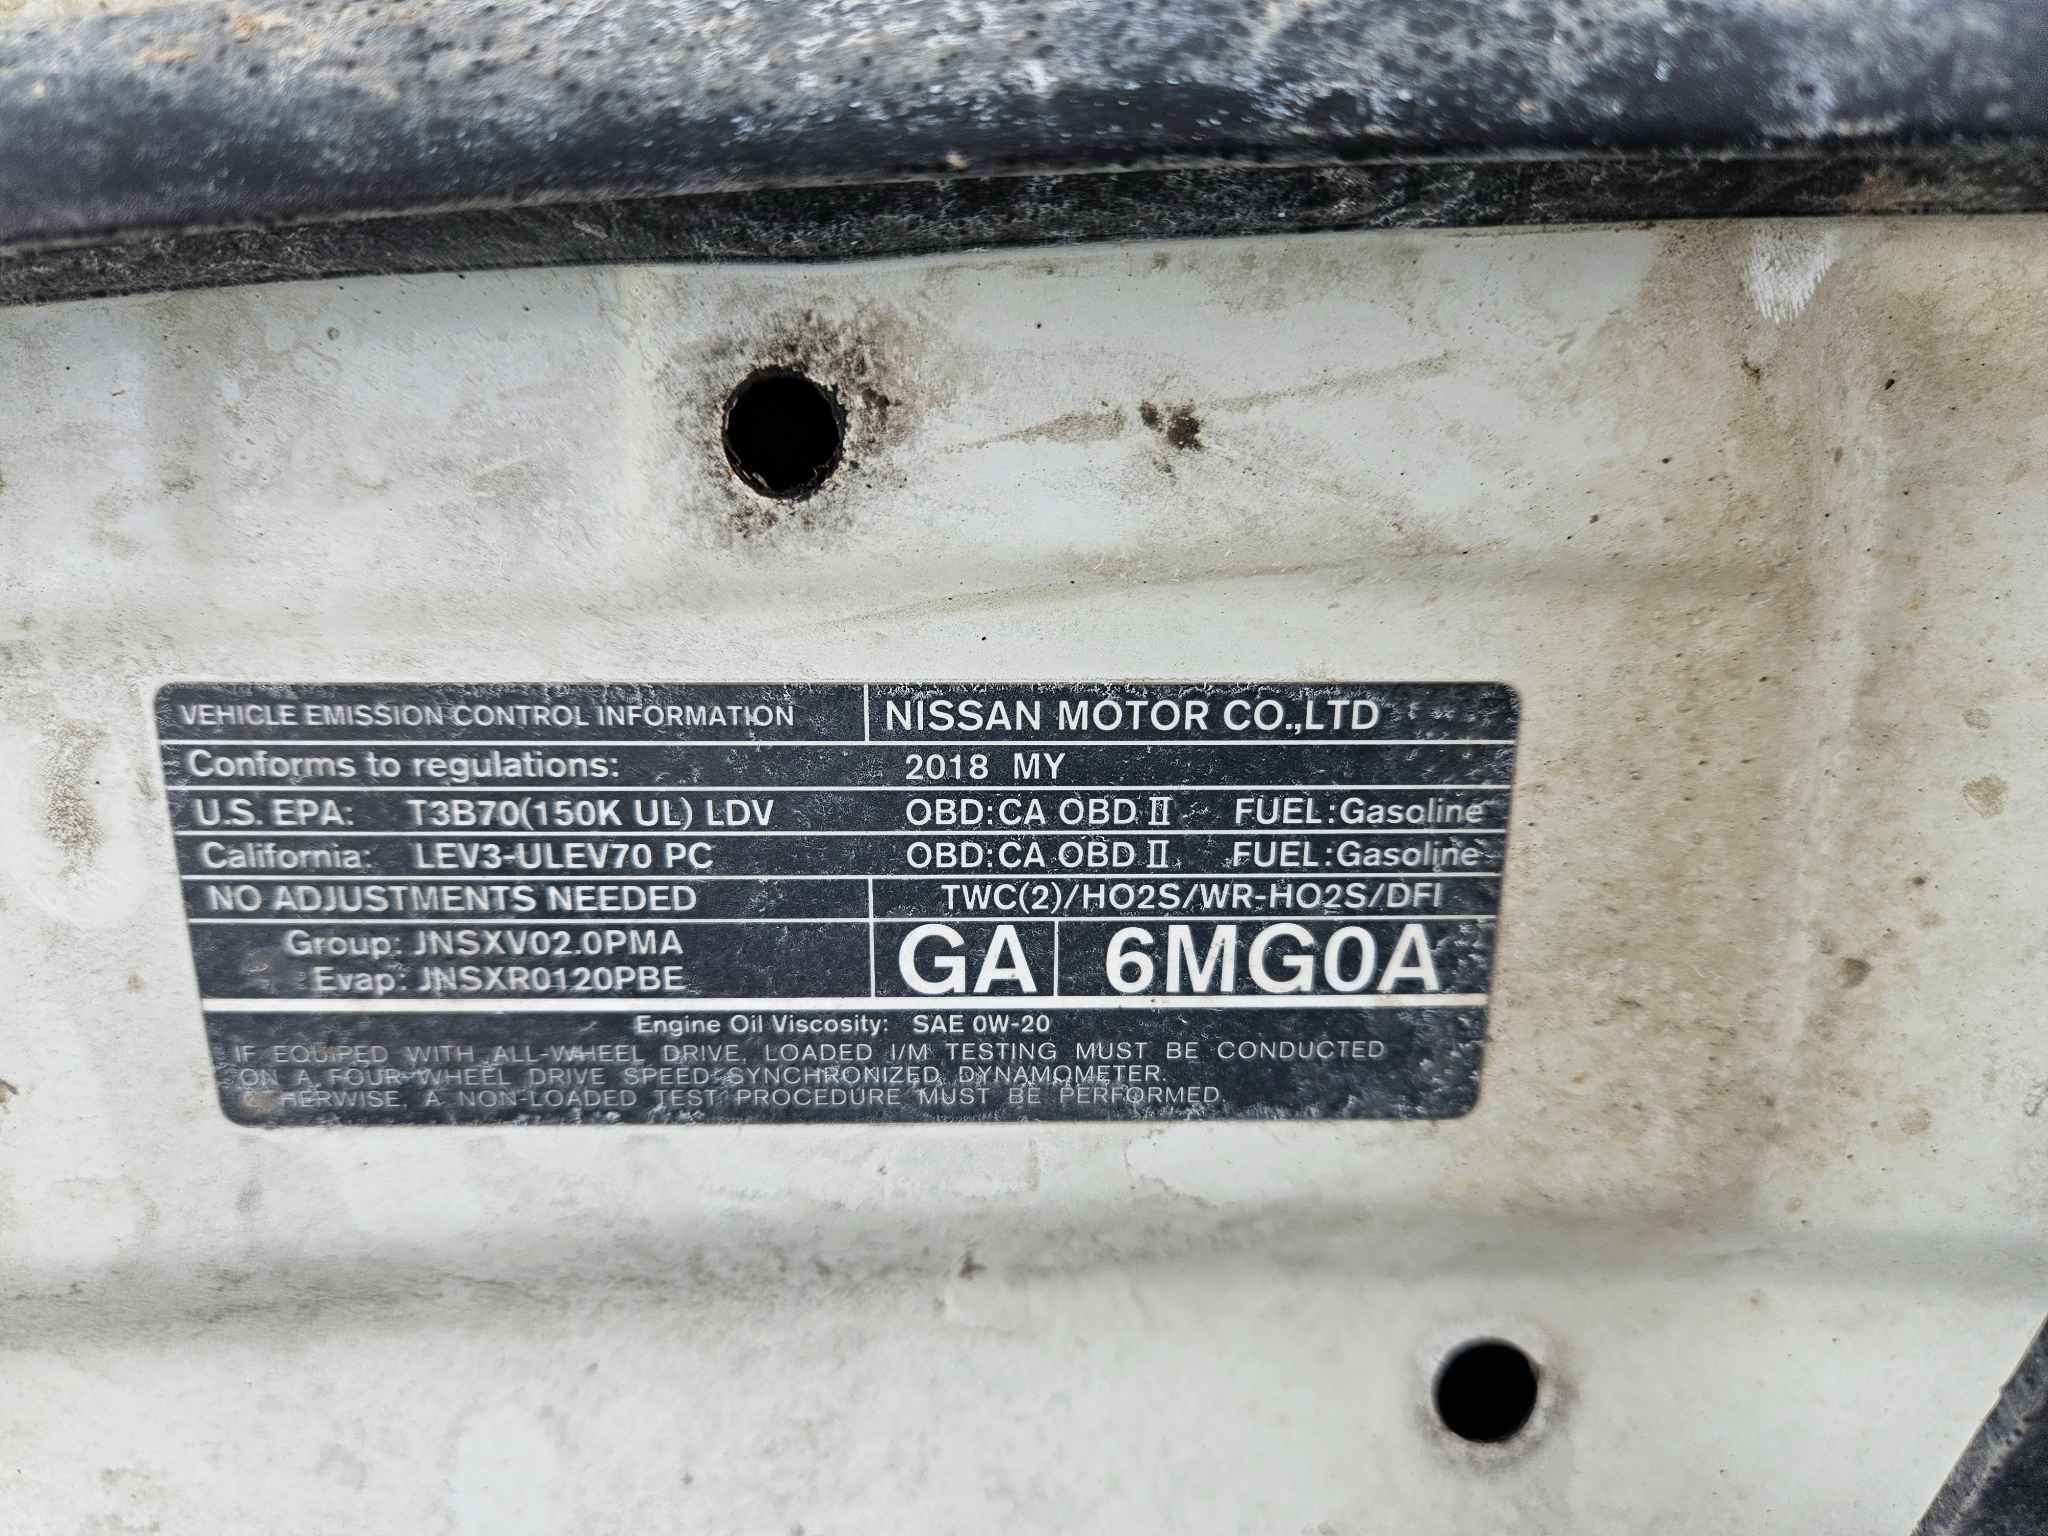 VEHICLE EMISSION CONTROL INFORMATION NISSAN MOTOR CO.,LTD
Conforms to regulations: 2018 MY
U.S. EPA: T3B70(150K UL) LDV OBD:CA OBD II FUEL:Gasoline
California: LEV3-ULEV70 PC OBD:CA OBD II FUEL:Gasoline
NO ADJUSTMENTS NEEDED TWC(2)/HO2S/WR-HO2S/DFI
Group: JNSXV02.0PMA GA 6MG0A
Evap: JNSXR0120PBE
Engine Oil Viscosity: SAE 0W-20
IF EQUIPED WITH ALL-WHEEL DRIVE, LOADED I/M TESTING MUST BE CONDUCTED
ON A FOUR WHEEL DRIVE SPEED SYNCHRONIZED DYNAMOMETER.
OTHERWISE, A NON-LOADED TEST PROCEDURE MUST BE PERFORMED.